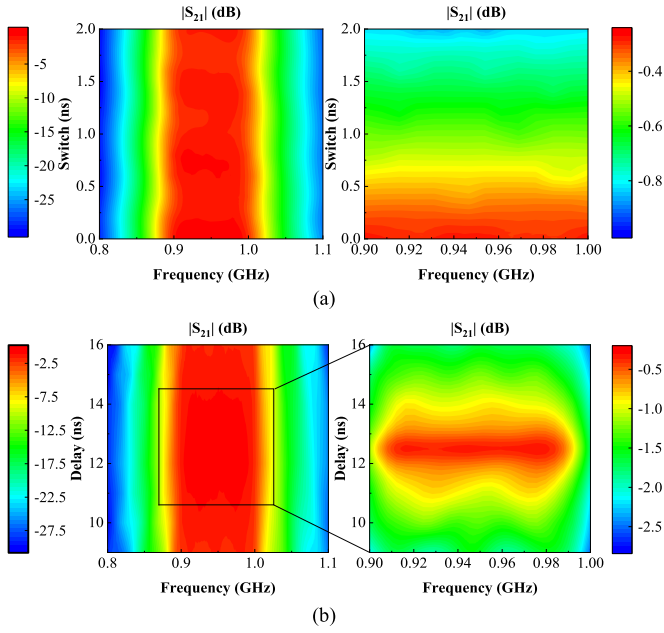 |S21| (dB) |S21| (dB)
-5
-10
-15
-20
-25
Switch (ns)
2.0
1.5
1.0
0.5
0.0
0.8 0.9 1.0 1.1
Frequency (GHz)
Switch (ns)
2.0
1.5
1.0
0.5
0.0
0.90 0.92 0.94 0.96 0.98 1.00
Frequency (GHz)
-0.4
-0.6
-0.8
(a)
|S21| (dB) |S21| (dB)
-2.5
-7.5
-12.5
-17.5
-22.5
-27.5
Delay (ns)
16
14
12
10
0.8 0.9 1.0 1.1
Frequency (GHz)
Delay (ns)
16
14
12
10
0.90 0.92 0.94 0.96 0.98 1.00
Frequency (GHz)
-0.5
-1.0
-1.5
-2.0
-2.5
(b)